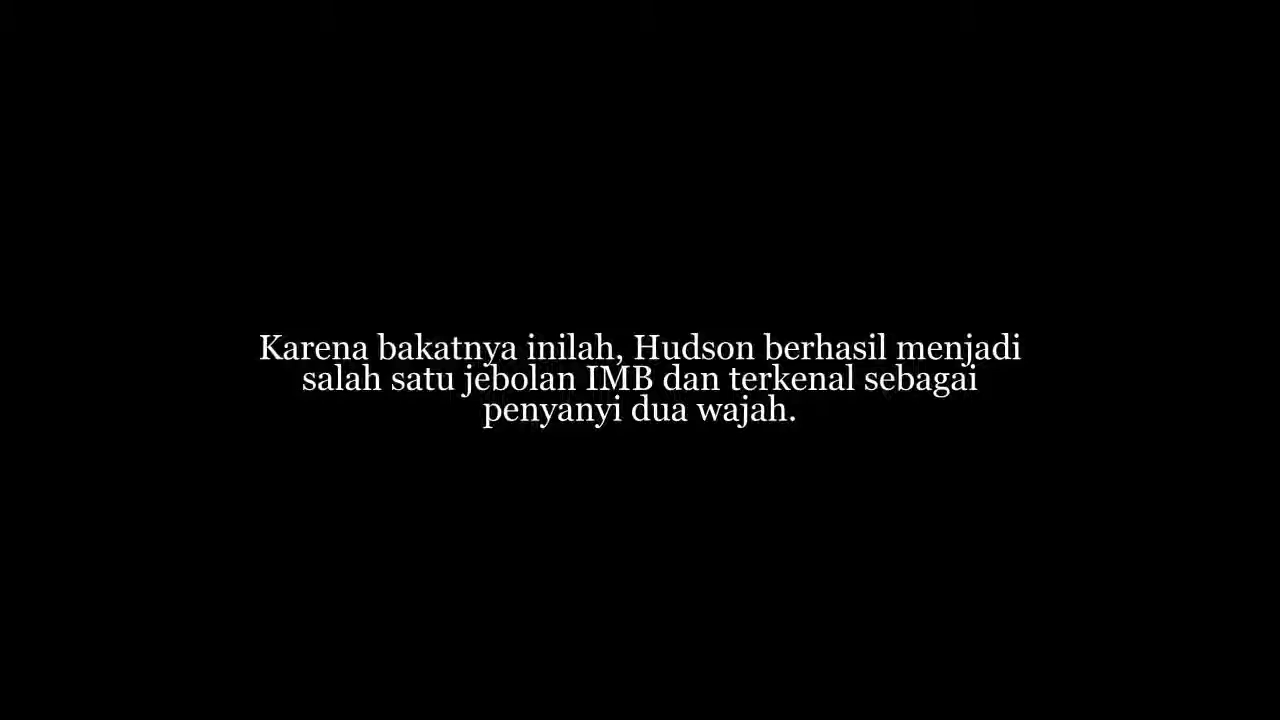 Karena bakatnya inilah, Hudson berhasil menjadi
salah satu jebolan IMB dan terkenal sebagai
penyanyi dua wajah.